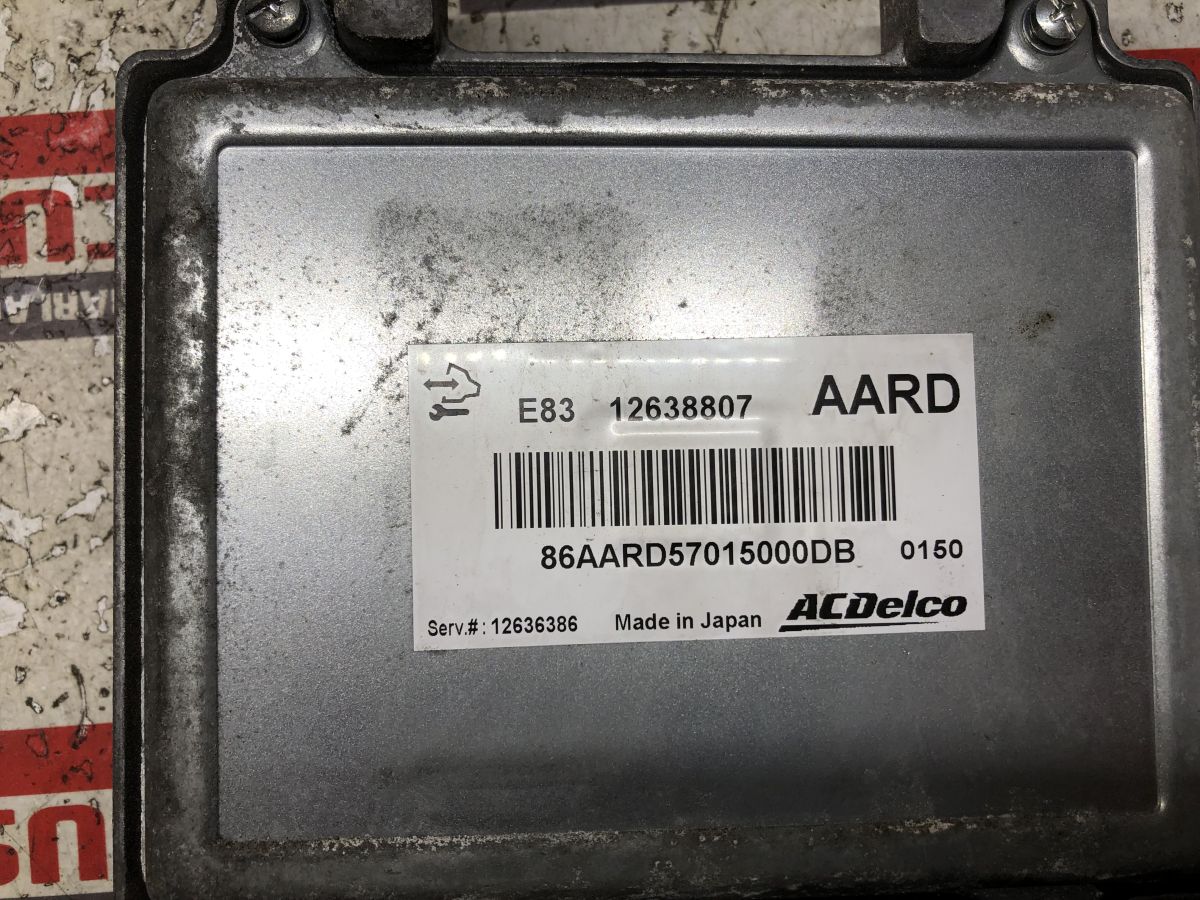 E83 12638807 AARD
86AARD57015000DB 0150
Serv.#: 12636386 Made in Japan ACDelco